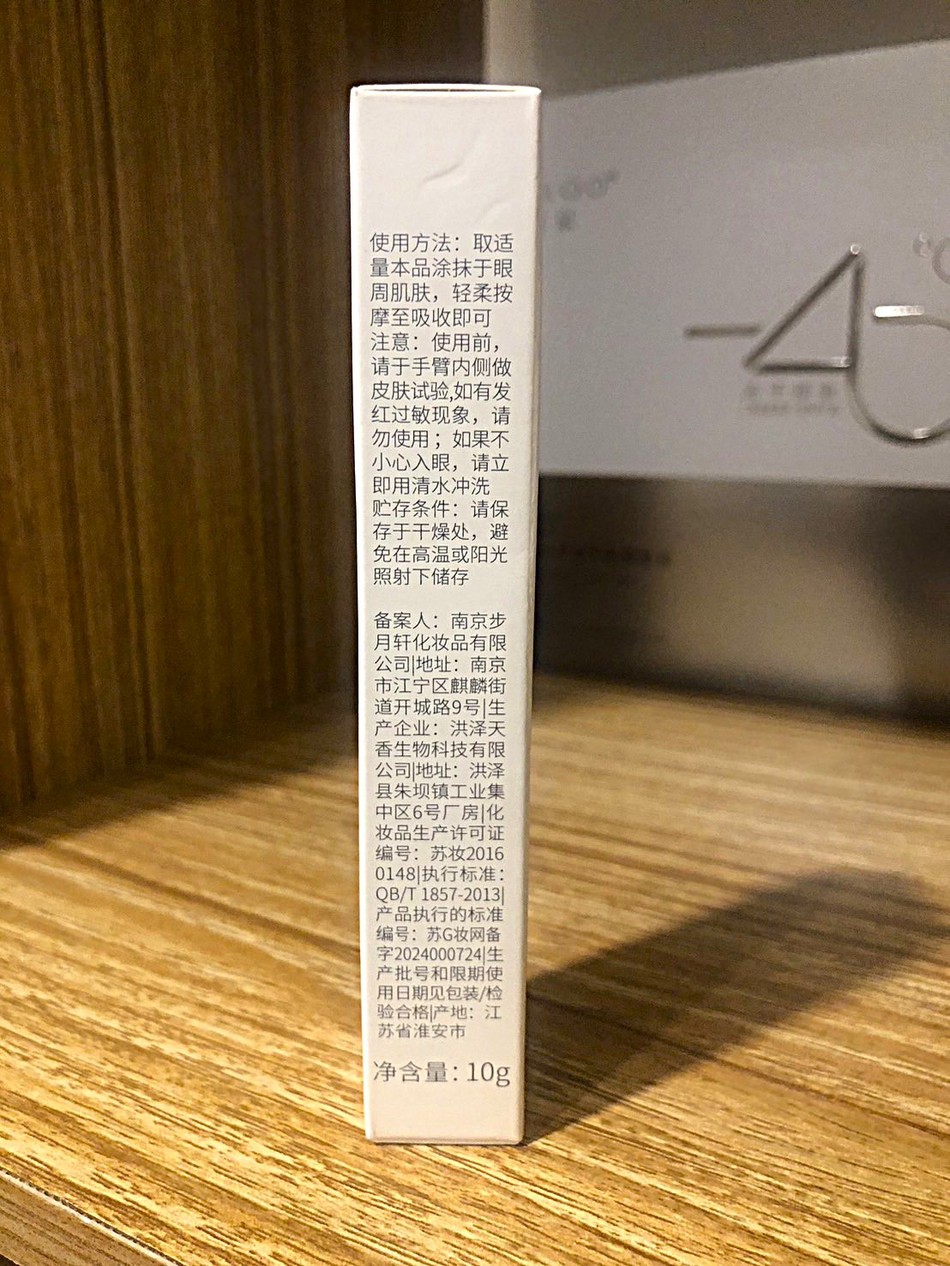 使用方法：取适
量本品涂抹于眼
周肌肤，轻柔按
摩至吸收即可
注意：使用前，
请于手臂内侧做
皮肤试验,如有发
红过敏现象，请
勿使用；如果不
小心入眼，请立
即用清水冲洗
贮存条件：请保
存于干燥处，避
免在高温或阳光
照射下储存
备案人：南京步
月轩化妆品有限
公司|地址：南京
市江宁区麒麟街
道开城路9号|生
产企业：洪泽天
香生物科技有限
公司|地址：洪泽
县朱坝镇工业集
中区6号厂房|化
妆品生产许可证
编号：苏妆2016
0148|执行标准：
QB/T 1857-2013|
产品执行的标准
编号：苏G妆网备
字2024000724|生
产批号和限期使
用日期见包装/检
验合格|产地：江
苏省淮安市
净含量：10g